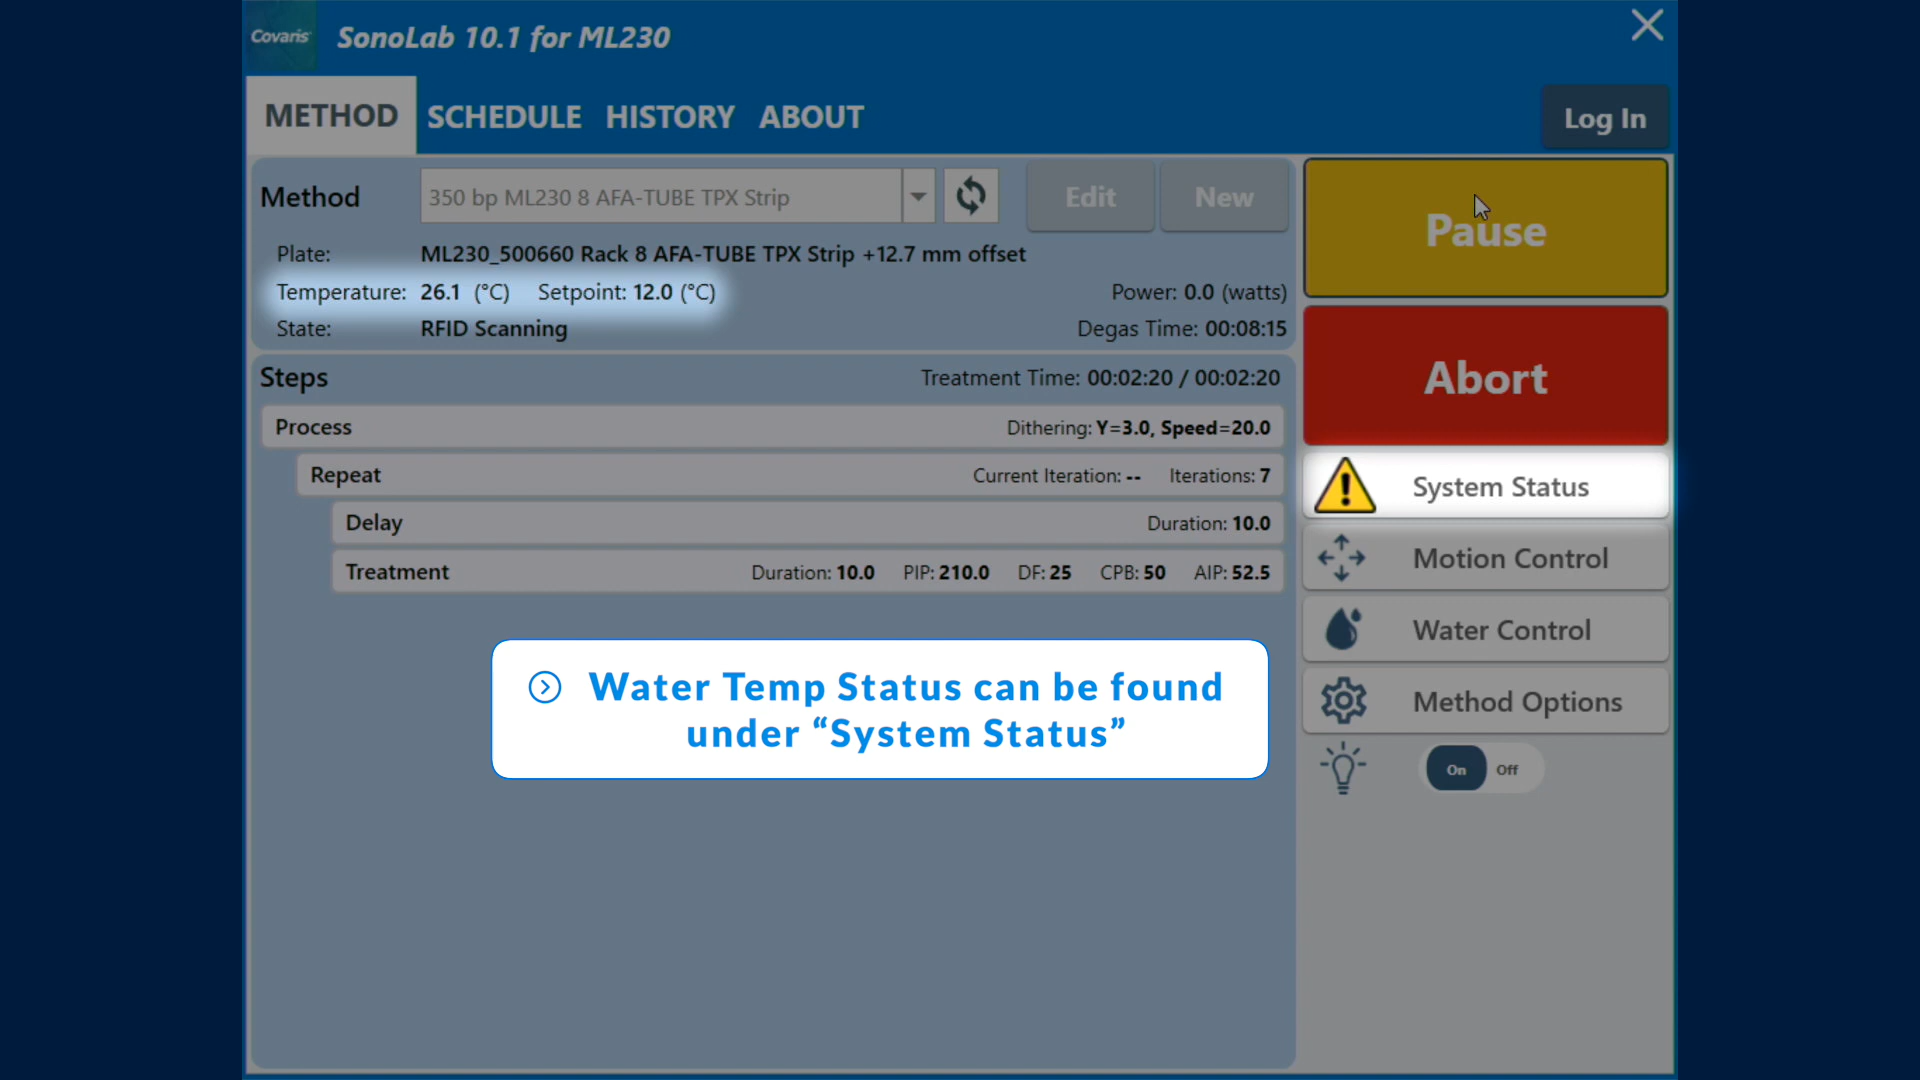 Covaris
SonoLab 10.1 for ML230
METHOD SCHEDULE HISTORY ABOUT
Log In
Method
350 bp ML230 8 AFA-TUBE TPX Strip
Edit
New
Plate: ML230_500660 Rack 8 AFA-TUBE TPX Strip +12.7 mm offset
Temperature: 26.1 (°C) Setpoint: 12.0 (°C) Power: 0.0 (watts)
State: RFID Scanning Degas Time: 00:08:15
Steps Treatment Time: 00:02:20 / 00:02:20
Process Dithering: Y=3.0, Speed=20.0
Repeat Current Iteration: -- Iterations: 7
Delay Duration: 10.0
Treatment Duration: 10.0 PIP: 210.0 DF: 25 CPB: 50 AIP: 52.5
Water Temp Status can be found
under “System Status”
Pause
Abort
System Status
Motion Control
Water Control
Method Options
On Off